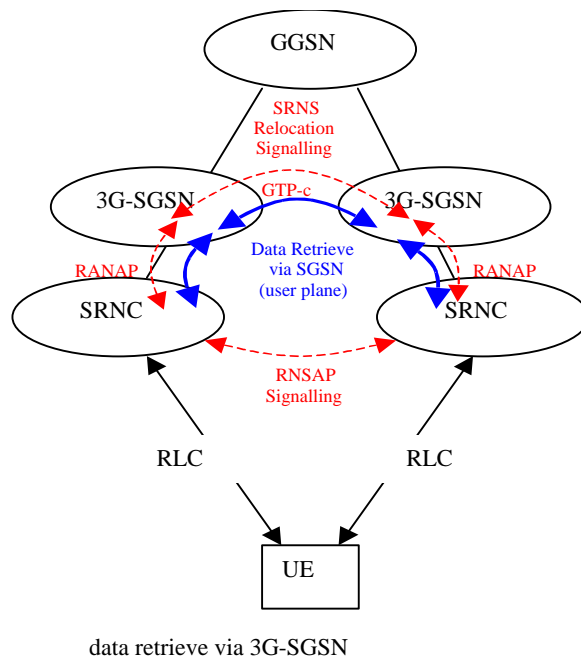 GGSN
SRNS
Relocation
Signalling
3G-SGSN
GTP-c
3G-SGSN
Data Retrieve
via SGSN
(user plane)
RANAP
RANAP
SRNC
SRNC
RNSAP
Signalling
RLC
RLC
UE
data retrieve via 3G-SGSN